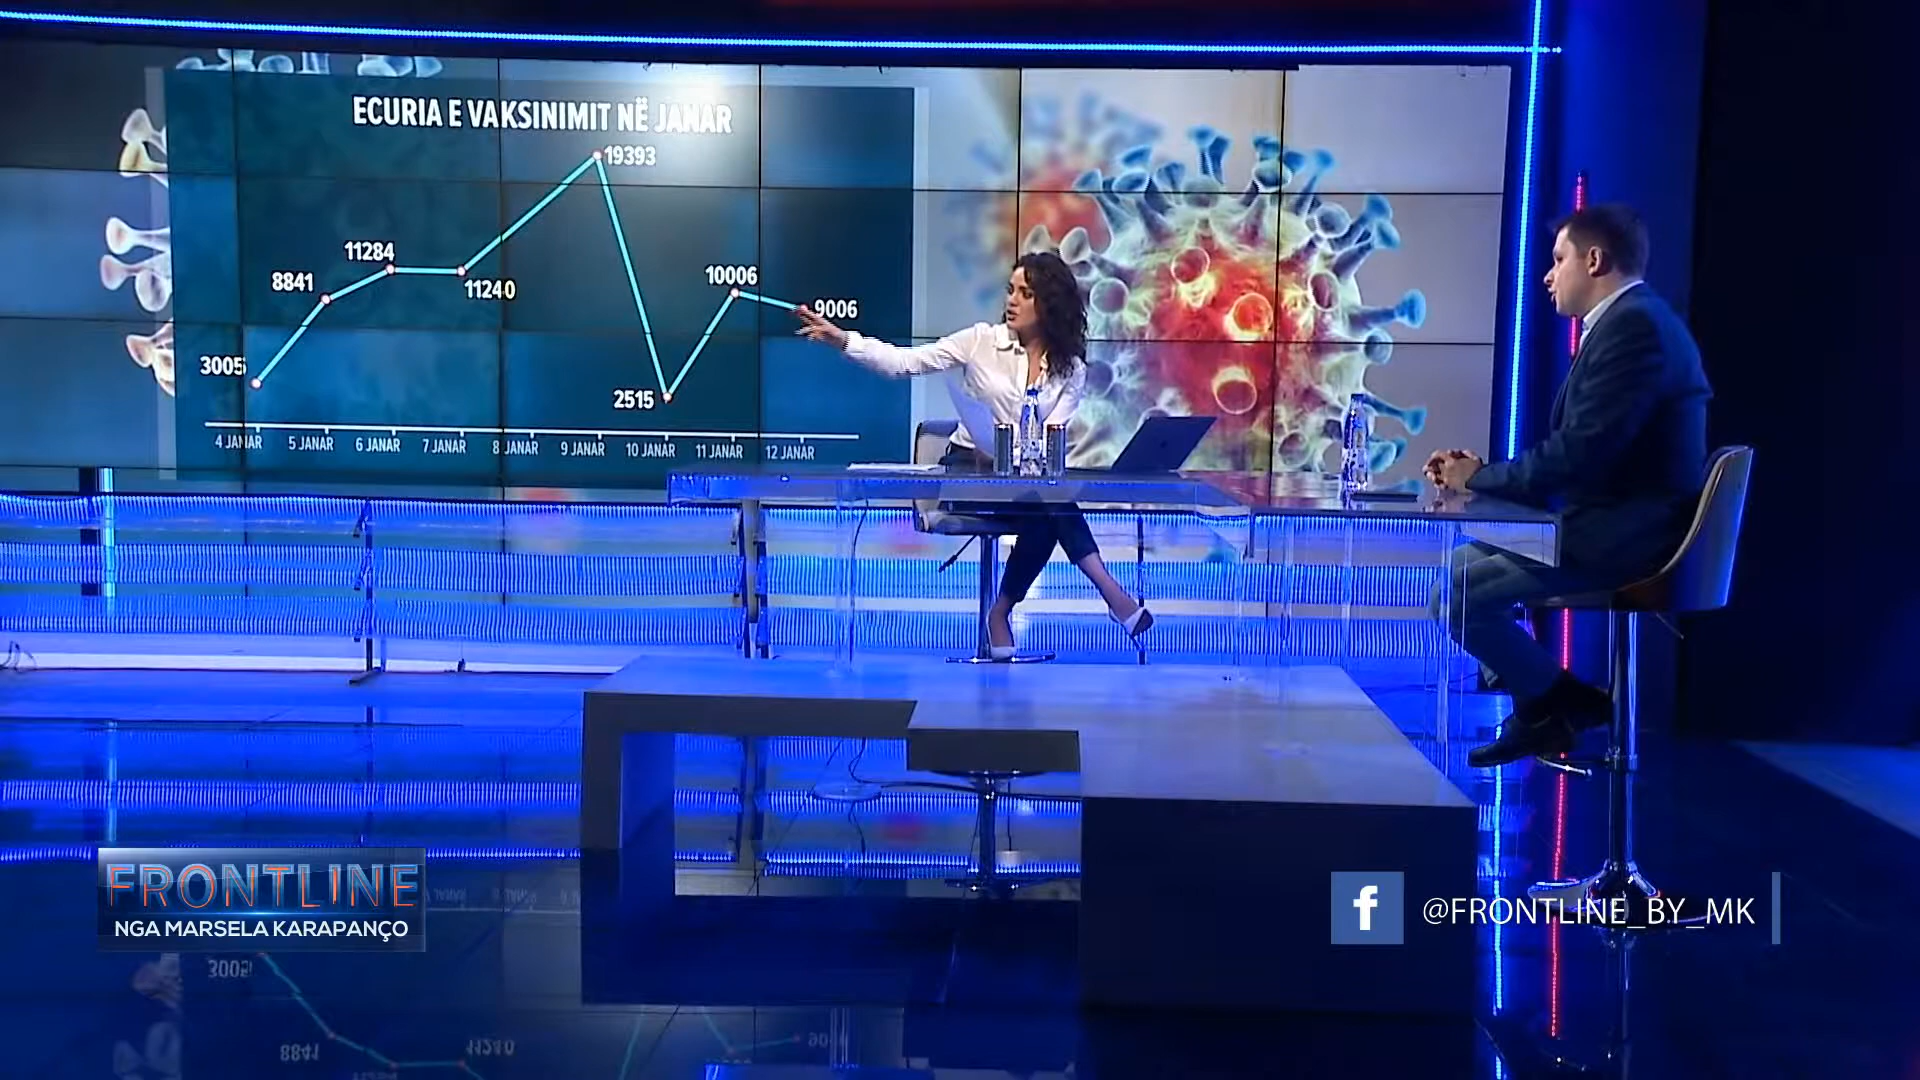 ECURIA E VAKSINIMIT NË JANAR
19393
11284
8841
11240
10006
9006
3005
2515
4 JANAR 5 JANAR 6 JANAR 7 JANAR 8 JANAR 9 JANAR 10 JANAR 11 JANAR 12 JANAR
FRONTLINE
NGA MARSELA KARAPANÇO
f @FRONTLINE_BY_MK